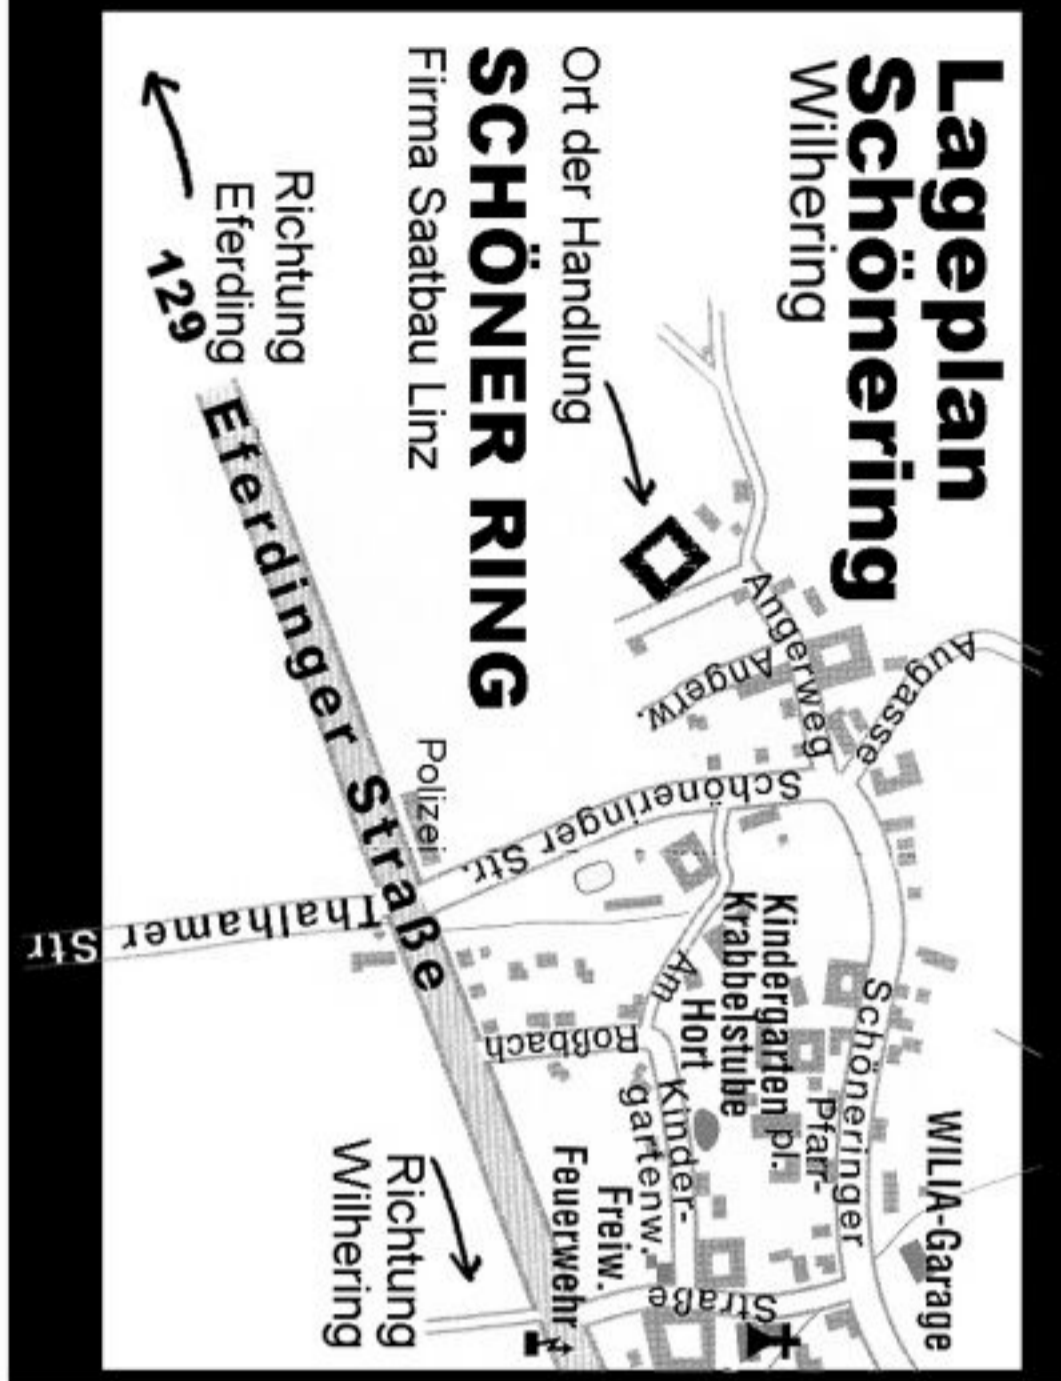 Lageplan
Schönering
Wilhering
Ort der Handlung
SCHÖNER RING
Firma Saatbau Linz
Richtung
Eferding
129
Eferdinger Straße
Angerweg
Angerw.
Augasse
Schöneringer Str.
Polizei
Thalhamer Str
Kindergarten
Krabbelstube
Hort
Am
Roßbach
Kinder-
gartenw.
Pfarr-
pl.
Schöneringer
Straße
WILIA-Garage
Freiw.
Feuerwehr
Richtung
Wilhering